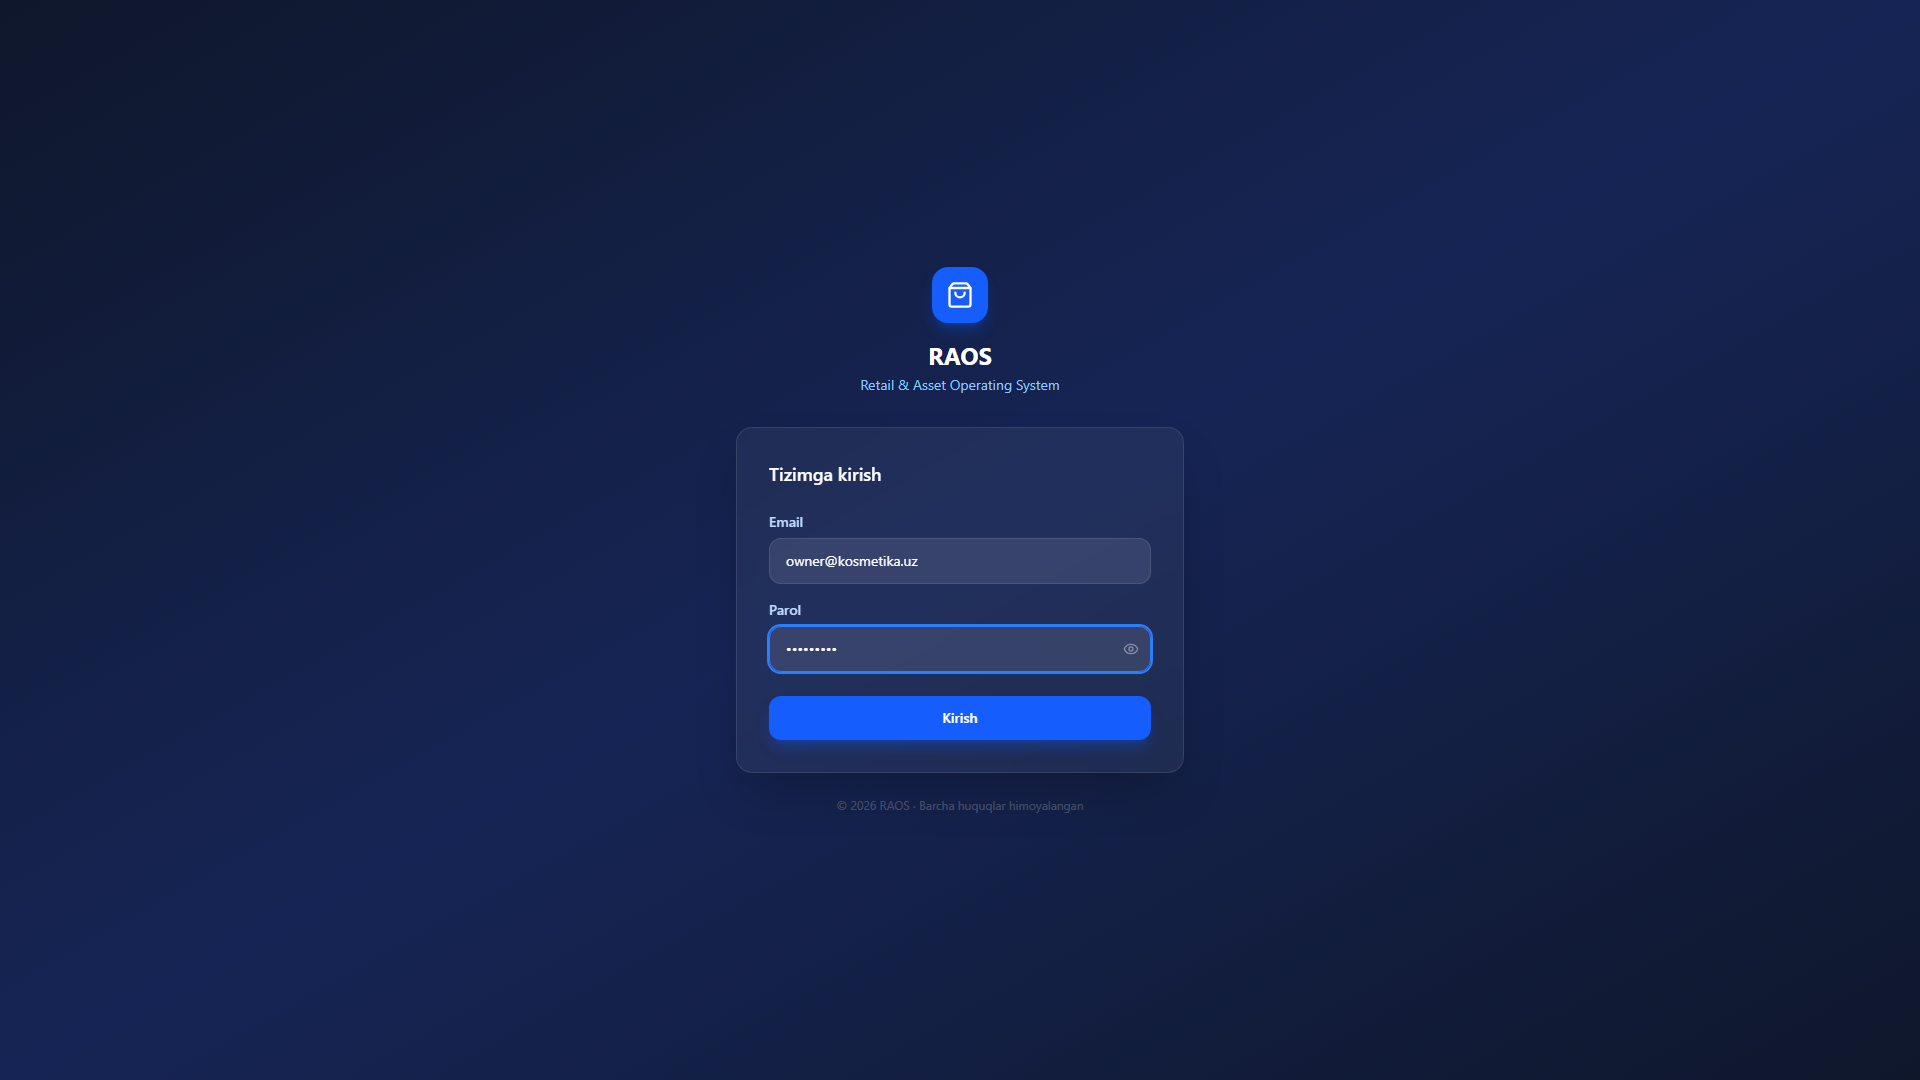 RAOS
Retail & Asset Operating System
Tizimga kirish
Email
owner@kosmetika.uz
Parol
•••••••••
Kirish
© 2026 RAOS · Barcha huquqlar himoyalangan